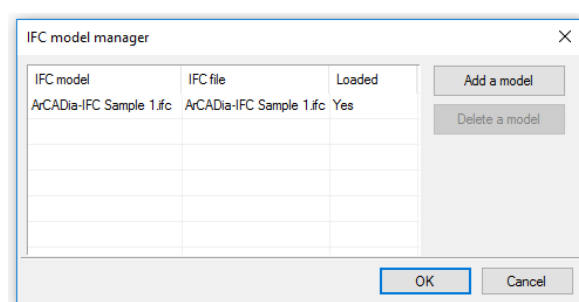 IFC model manager
IFC model IFC file Loaded Add a model
ArCADia-IFC Sample 1.ifc ArCADia-IFC Sample 1.ifc Yes
Delete a model
OK Cancel